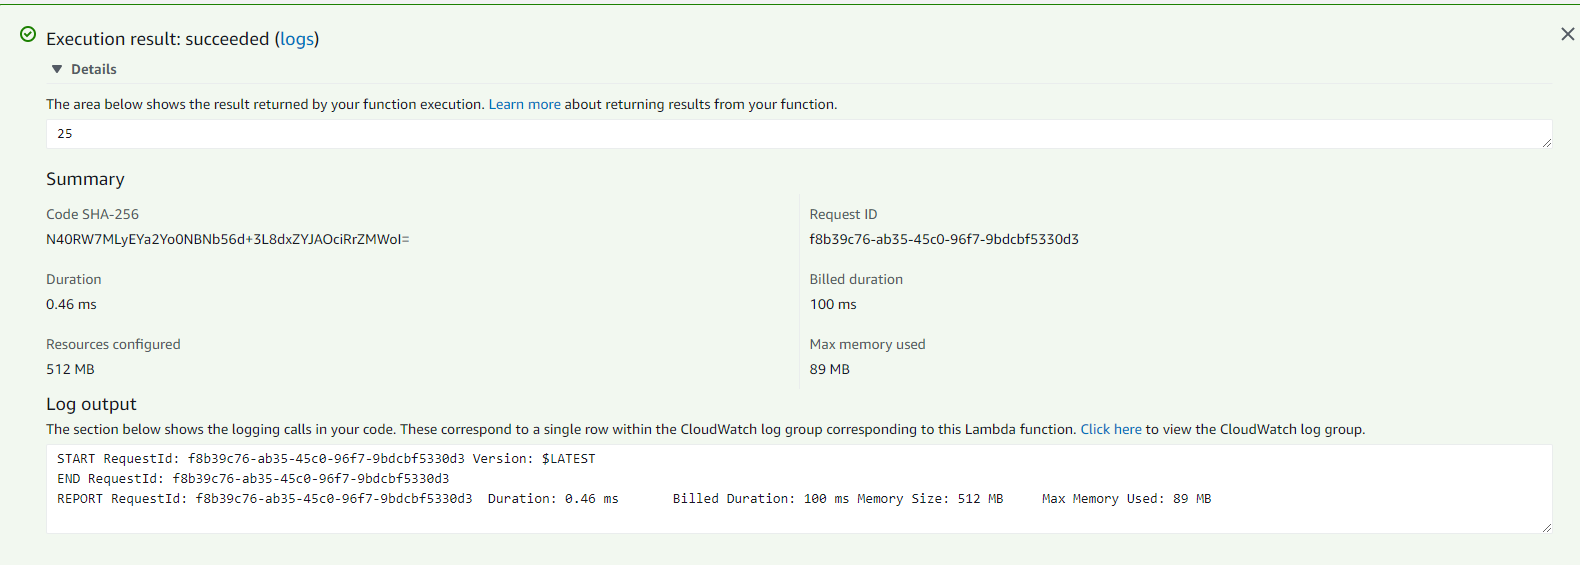 Execution result: succeeded (logs)
Details
The area below shows the result returned by your function execution. Learn more about returning results from your function.
25
Summary
Code SHA-256
N40RW7MLyEYa2Yo0NBNb56d+3L8dxZYJAOciRrZMWoI=
Request ID
f8b39c76-ab35-45c0-96f7-9bdcbf5330d3
Duration
0.46 ms
Billed duration
100 ms
Resources configured
512 MB
Max memory used
89 MB
Log output
The section below shows the logging calls in your code. These correspond to a single row within the CloudWatch log group corresponding to this Lambda function. Click here to view the CloudWatch log group.
START RequestId: f8b39c76-ab35-45c0-96f7-9bdcbf5330d3 Version: $LATEST
END RequestId: f8b39c76-ab35-45c0-96f7-9bdcbf5330d3
REPORT RequestId: f8b39c76-ab35-45c0-96f7-9bdcbf5330d3 Duration: 0.46 ms Billed Duration: 100 ms Memory Size: 512 MB Max Memory Used: 89 MB